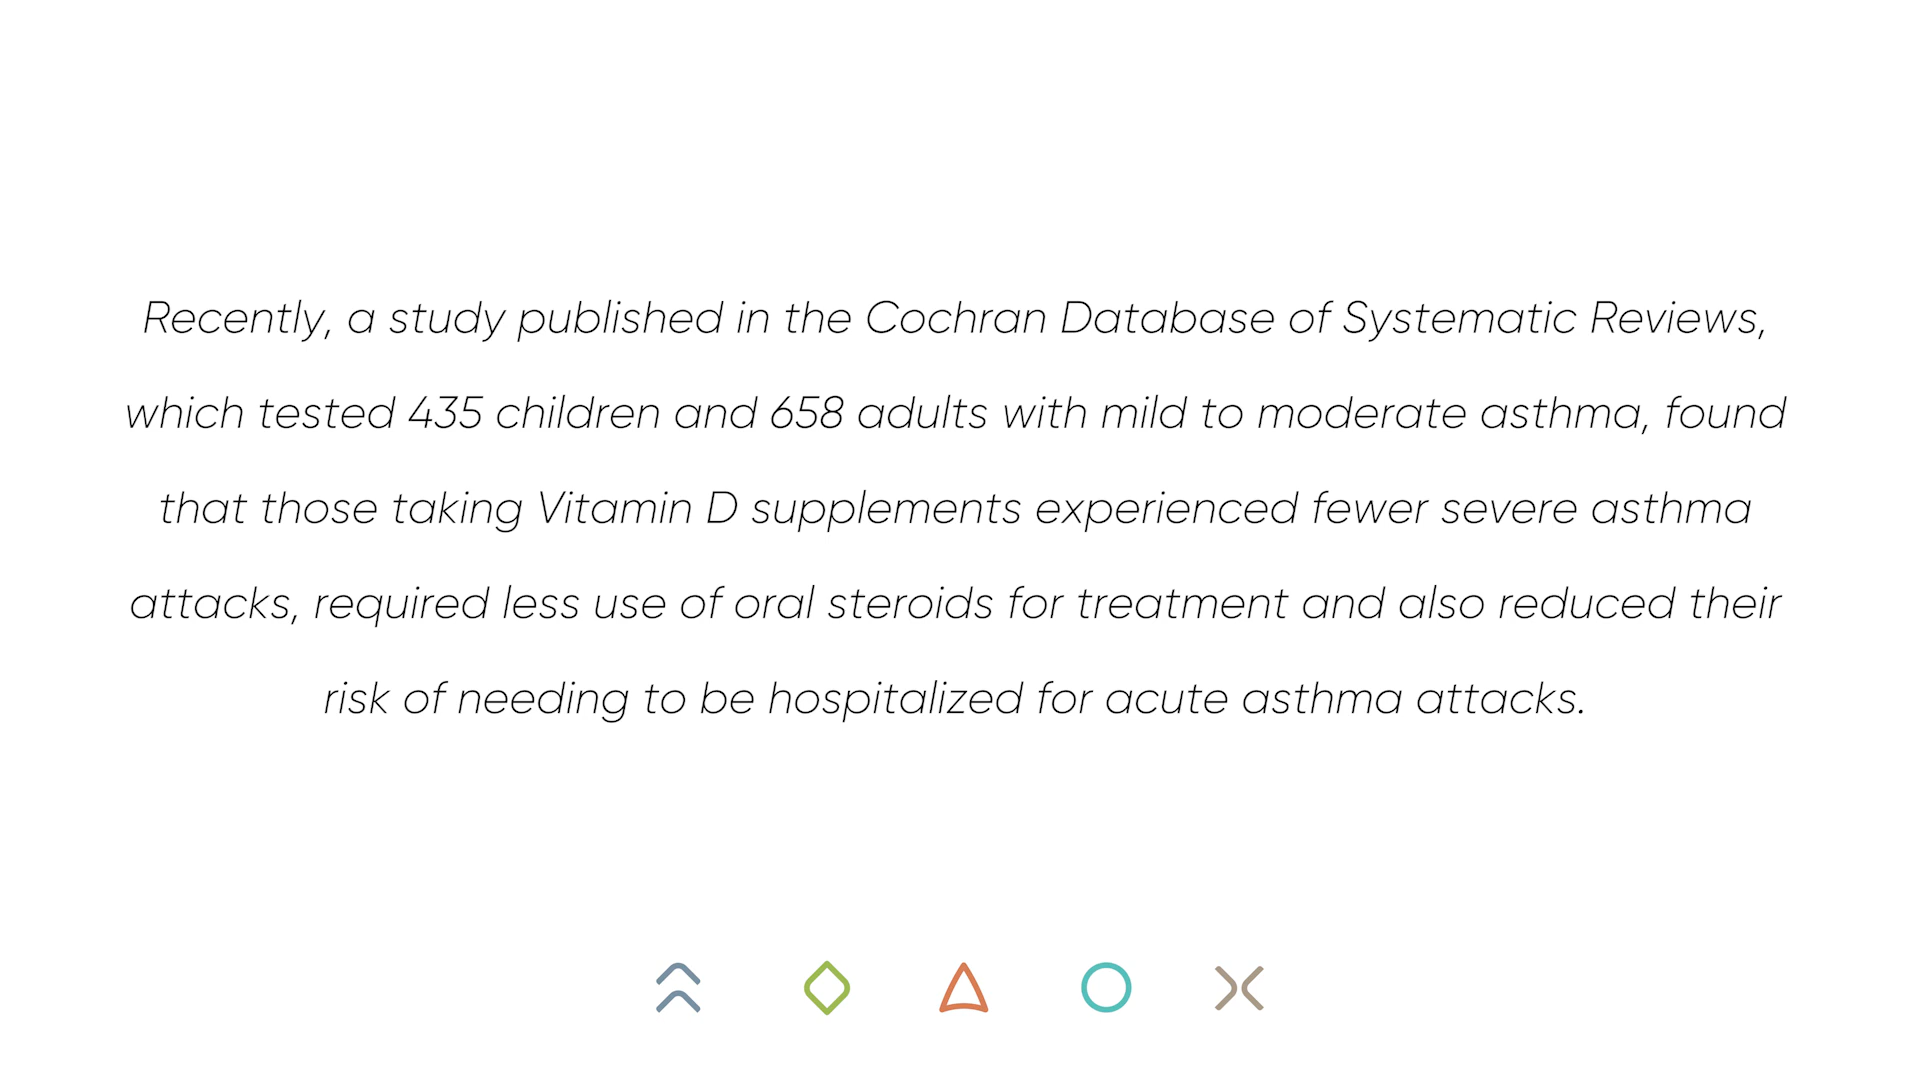 Recently, a study published in the Cochran Database of Systematic Reviews,
which tested 435 children and 658 adults with mild to moderate asthma, found
that those taking Vitamin D supplements experienced fewer severe asthma
attacks, required less use of oral steroids for treatment and also reduced their
risk of needing to be hospitalized for acute asthma attacks.